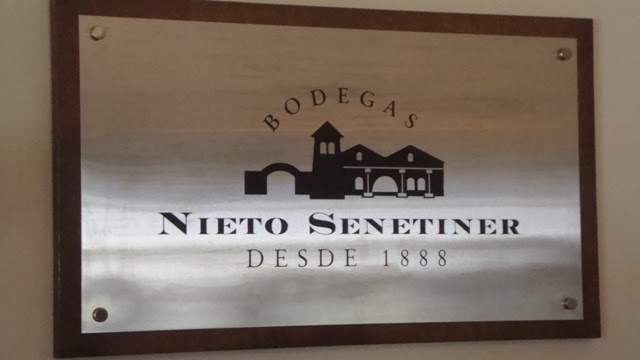 BODEGAS
NIETO SENETINER
DESDE 1888